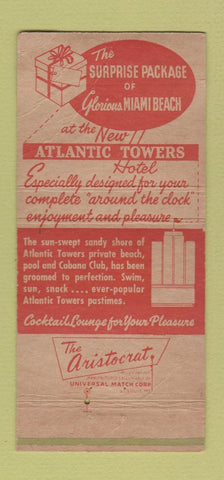 The
SURPRISE PACKAGE
OF
Glorious MIAMI BEACH
at the New
ATLANTIC TOWERS
Hotel
Especially designed for your
complete "around the clock"
enjoyment and pleasure —
The sun-swept sandy shore of
Atlantic Towers private beach,
pool and Cabana Club, has been
groomed to perfection. Swim,
sun, snack .... ever-popular
Atlantic Towers pastimes.
Cocktail Lounge for Your Pleasure
The
Aristocrat
UNIVERSAL MATCH CORP.